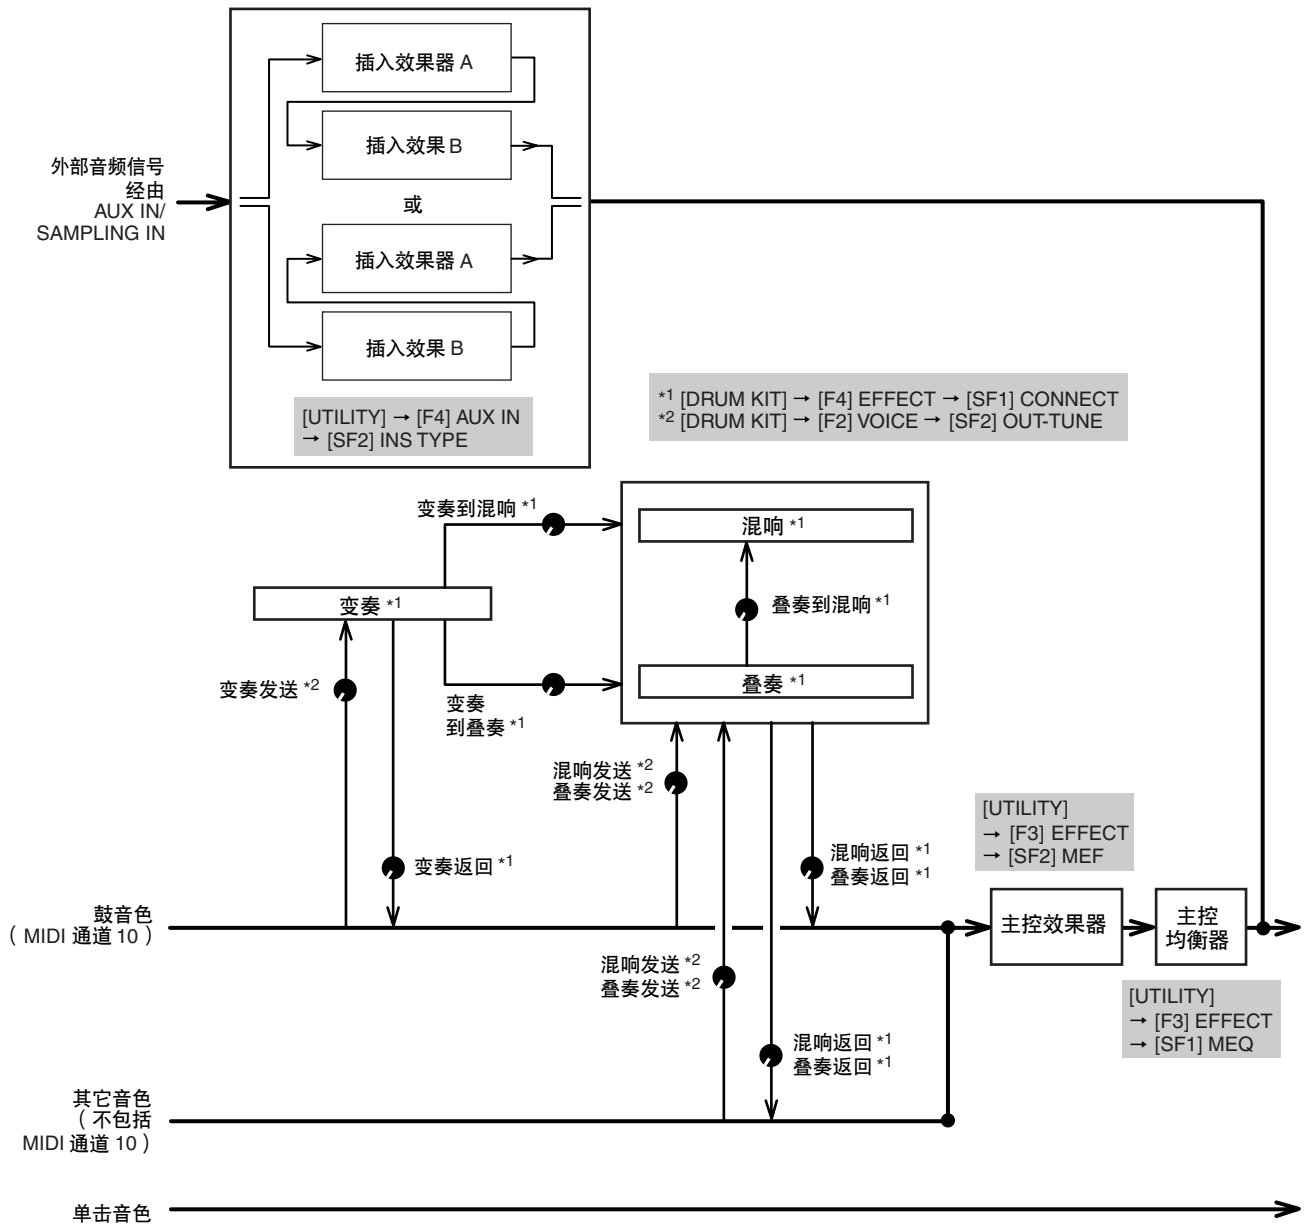 插入效果器 A
插入效果 B
或
插入效果器 A
插入效果 B
外部音频信号
经由
AUX IN/
SAMPLING IN
[UTILITY] → [F4] AUX IN
→ [SF2] INS TYPE
*1 [DRUM KIT] → [F4] EFFECT → [SF1] CONNECT
*2 [DRUM KIT] → [F2] VOICE → [SF2] OUT-TUNE
变奏到混响 *1
混响 *1
变奏 *1
叠奏到混响 *1
变奏发送 *2
叠奏 *1
变奏
到叠奏 *1
混响发送 *2
叠奏发送 *2
变奏返回 *1
混响返回 *1
叠奏返回 *1
[UTILITY]
→ [F3] EFFECT
→ [SF2] MEF
鼓音色
（ MIDI 通道 10 ）
主控效果器
主控
均衡器
混响发送 *2
叠奏发送 *2
[UTILITY]
→ [F3] EFFECT
→ [SF1] MEQ
混响返回 *1
叠奏返回 *1
其它音色
（ 不包括
MIDI 通道 10 ）
单击音色